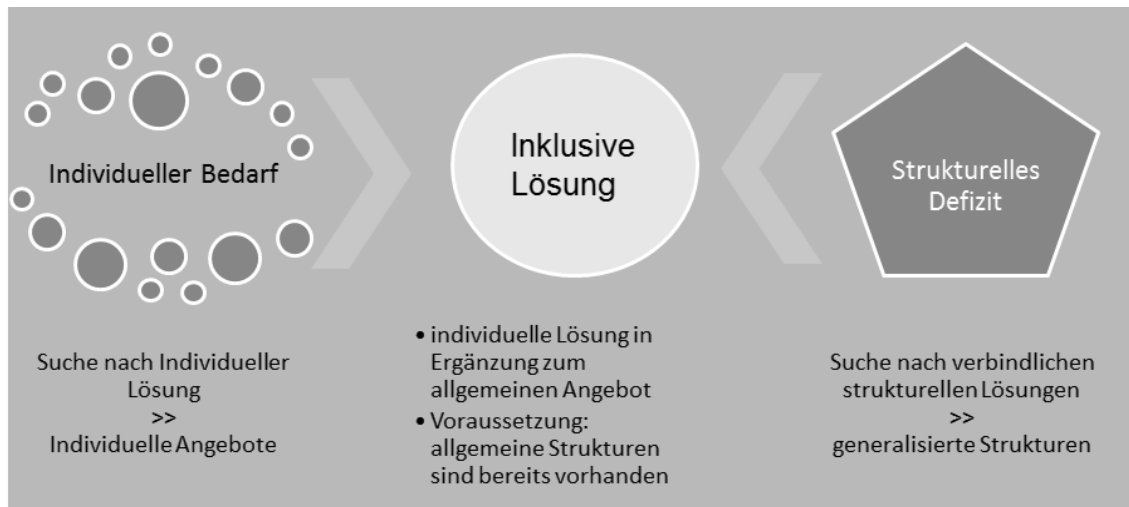 Individueller Bedarf
Suche nach Individueller
Lösung
>>
Individuelle Angebote
Inklusive
Lösung
• individuelle Lösung in
Ergänzung zum
allgemeinen Angebot
• Voraussetzung:
allgemeine Strukturen
sind bereits vorhanden
Strukturelles
Defizit
Suche nach verbindlichen
strukturellen Lösungen
>>
generalisierte Strukturen